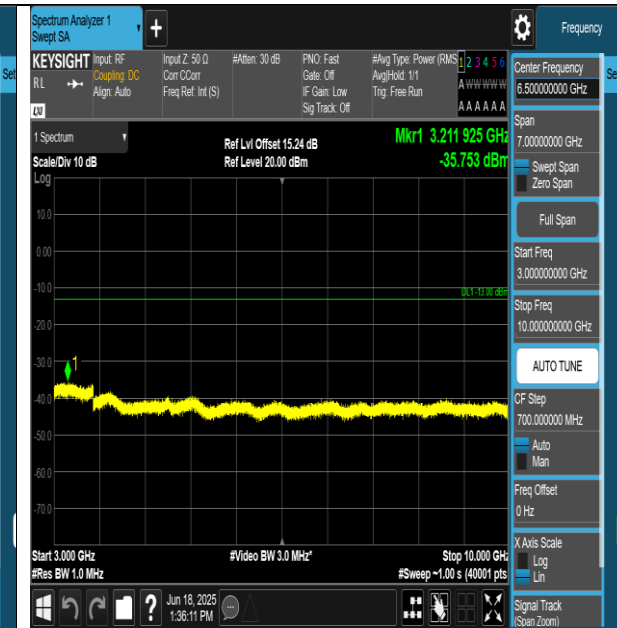 Spectrum Analyzer 1
Swept SA
Frequency
KEYSIGHT
RL
LXI
Input: RF
Coupling: DC
Align: Auto
Input Z: 50 Ω
Corr CCorr
Freq Ref: Int (S)
#Atten: 30 dB
PNO: Fast
Gate: Off
IF Gain: Low
Sig Track: Off
#Avg Type: Power (RMS
Avg|Hold: 1/1
Trig: Free Run
1 2 3 4 5 6
A W W W W W
A A A A A A
1 Spectrum
Scale/Div 10 dB
Log
Ref Lvl Offset 15.24 dB
Ref Level 20.00 dBm
Mkr1 3.211 925 GHz
-35.753 dBm
10.0
0.00
-10.0
DL1 -13.00 dBm
-20.0
-30.0
1
-40.0
-50.0
-60.0
-70.0
Start 3.000 GHz
#Res BW 1.0 MHz
#Video BW 3.0 MHz*
Stop 10.000 GHz
#Sweep ~1.00 s (40001 pts
?
Jun 18, 2025
1:36:11 PM
Set
Se
Center Frequency
6.500000000 GHz
Span
7.00000000 GHz
Swept Span
Zero Span
Full Span
Start Freq
3.000000000 GHz
Stop Freq
10.000000000 GHz
AUTO TUNE
CF Step
700.000000 MHz
Auto
Man
Freq Offset
0 Hz
X Axis Scale
Log
Lin
Signal Track
(Span Zoom)